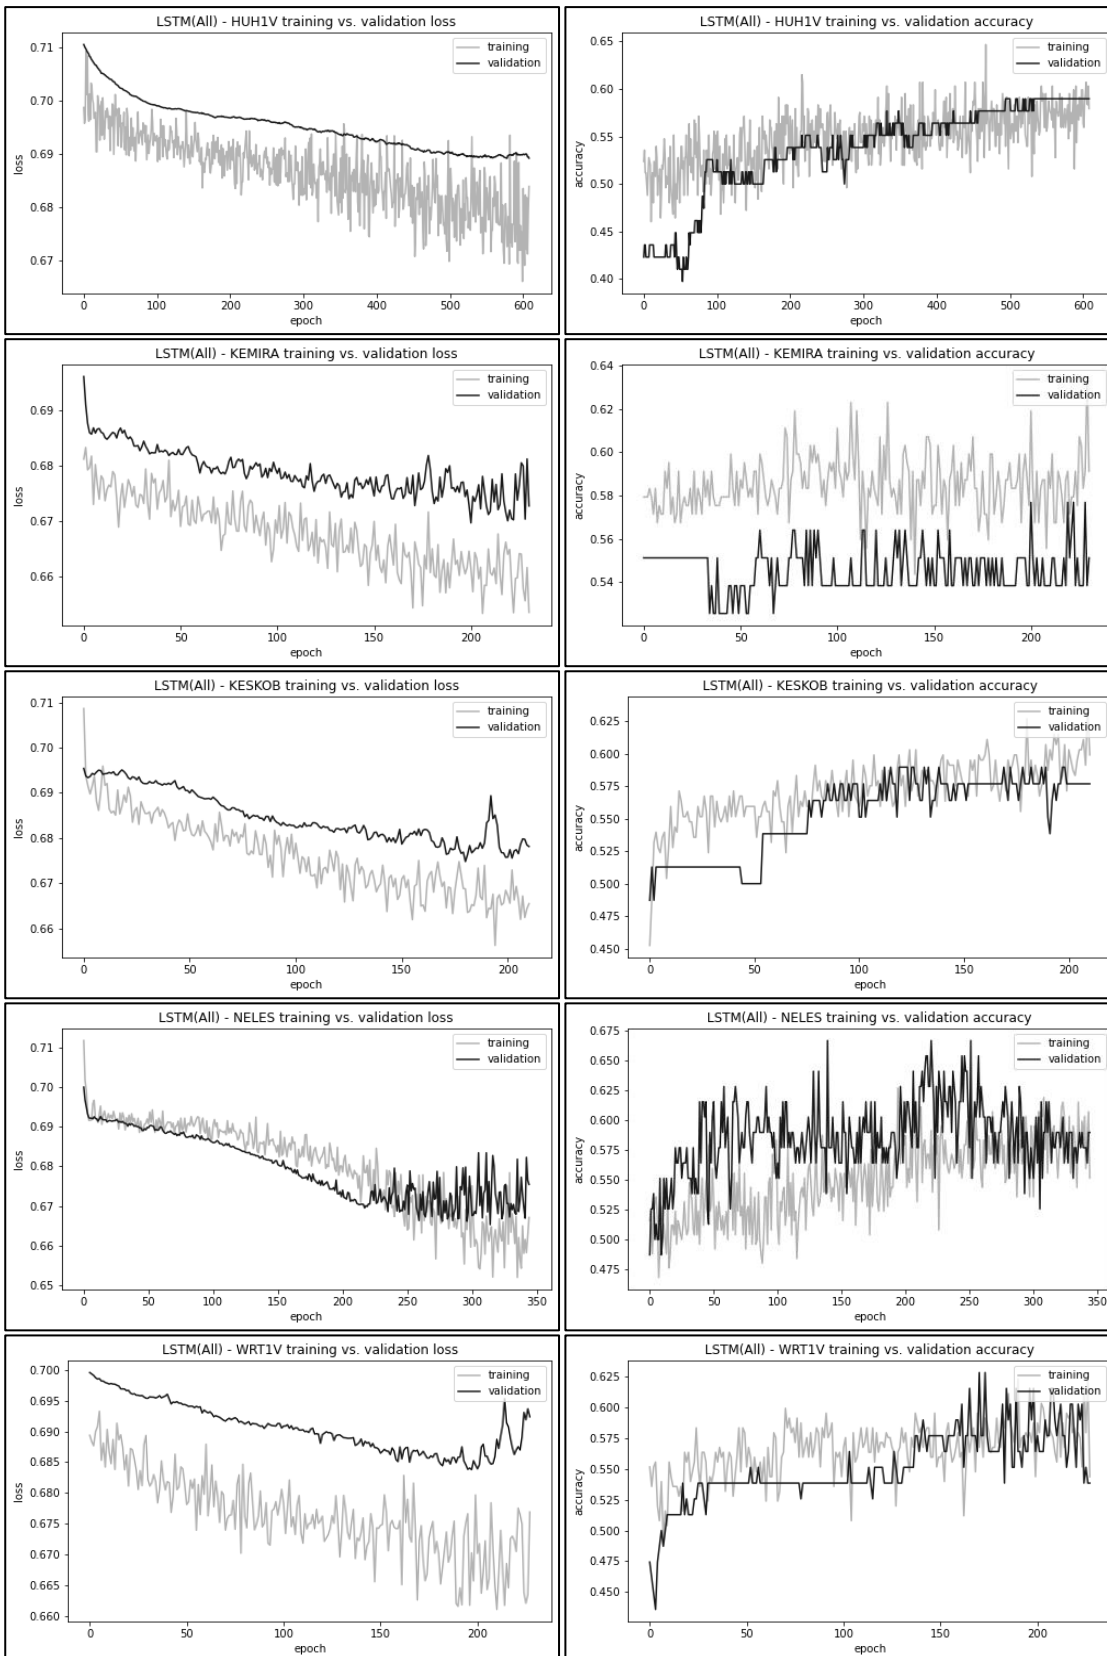 LSTM(All) - HUH1V training vs. validation loss
training
validation
0.71
0.70
0.69
0.68
0.67
loss
0 100 200 300 400 500 600
epoch
LSTM(All) - HUH1V training vs. validation accuracy
training
validation
0.65
0.60
0.55
0.50
0.45
0.40
accuracy
0 100 200 300 400 500 600
epoch
LSTM(All) - KEMIRA training vs. validation loss
training
validation
0.69
0.68
0.67
0.66
loss
0 50 100 150 200
epoch
LSTM(All) - KEMIRA training vs. validation accuracy
training
validation
0.64
0.62
0.60
0.58
0.56
0.54
accuracy
0 50 100 150 200
epoch
LSTM(All) - KESKOB training vs. validation loss
training
validation
0.71
0.70
0.69
0.68
0.67
0.66
loss
0 50 100 150 200
epoch
LSTM(All) - KESKOB training vs. validation accuracy
training
validation
0.625
0.600
0.575
0.550
0.525
0.500
0.475
0.450
accuracy
0 50 100 150 200
epoch
LSTM(All) - NELES training vs. validation loss
training
validation
0.71
0.70
0.69
0.68
0.67
0.66
0.65
loss
0 50 100 150 200 250 300 350
epoch
LSTM(All) - NELES training vs. validation accuracy
training
validation
0.675
0.650
0.625
0.600
0.575
0.550
0.525
0.500
0.475
accuracy
0 50 100 150 200 250 300 350
epoch
LSTM(All) - WRT1V training vs. validation loss
training
validation
0.700
0.695
0.690
0.685
0.680
0.675
0.670
0.665
0.660
loss
0 50 100 150 200
epoch
LSTM(All) - WRT1V training vs. validation accuracy
training
validation
0.625
0.600
0.575
0.550
0.525
0.500
0.475
0.450
accuracy
0 50 100 150 200
epoch